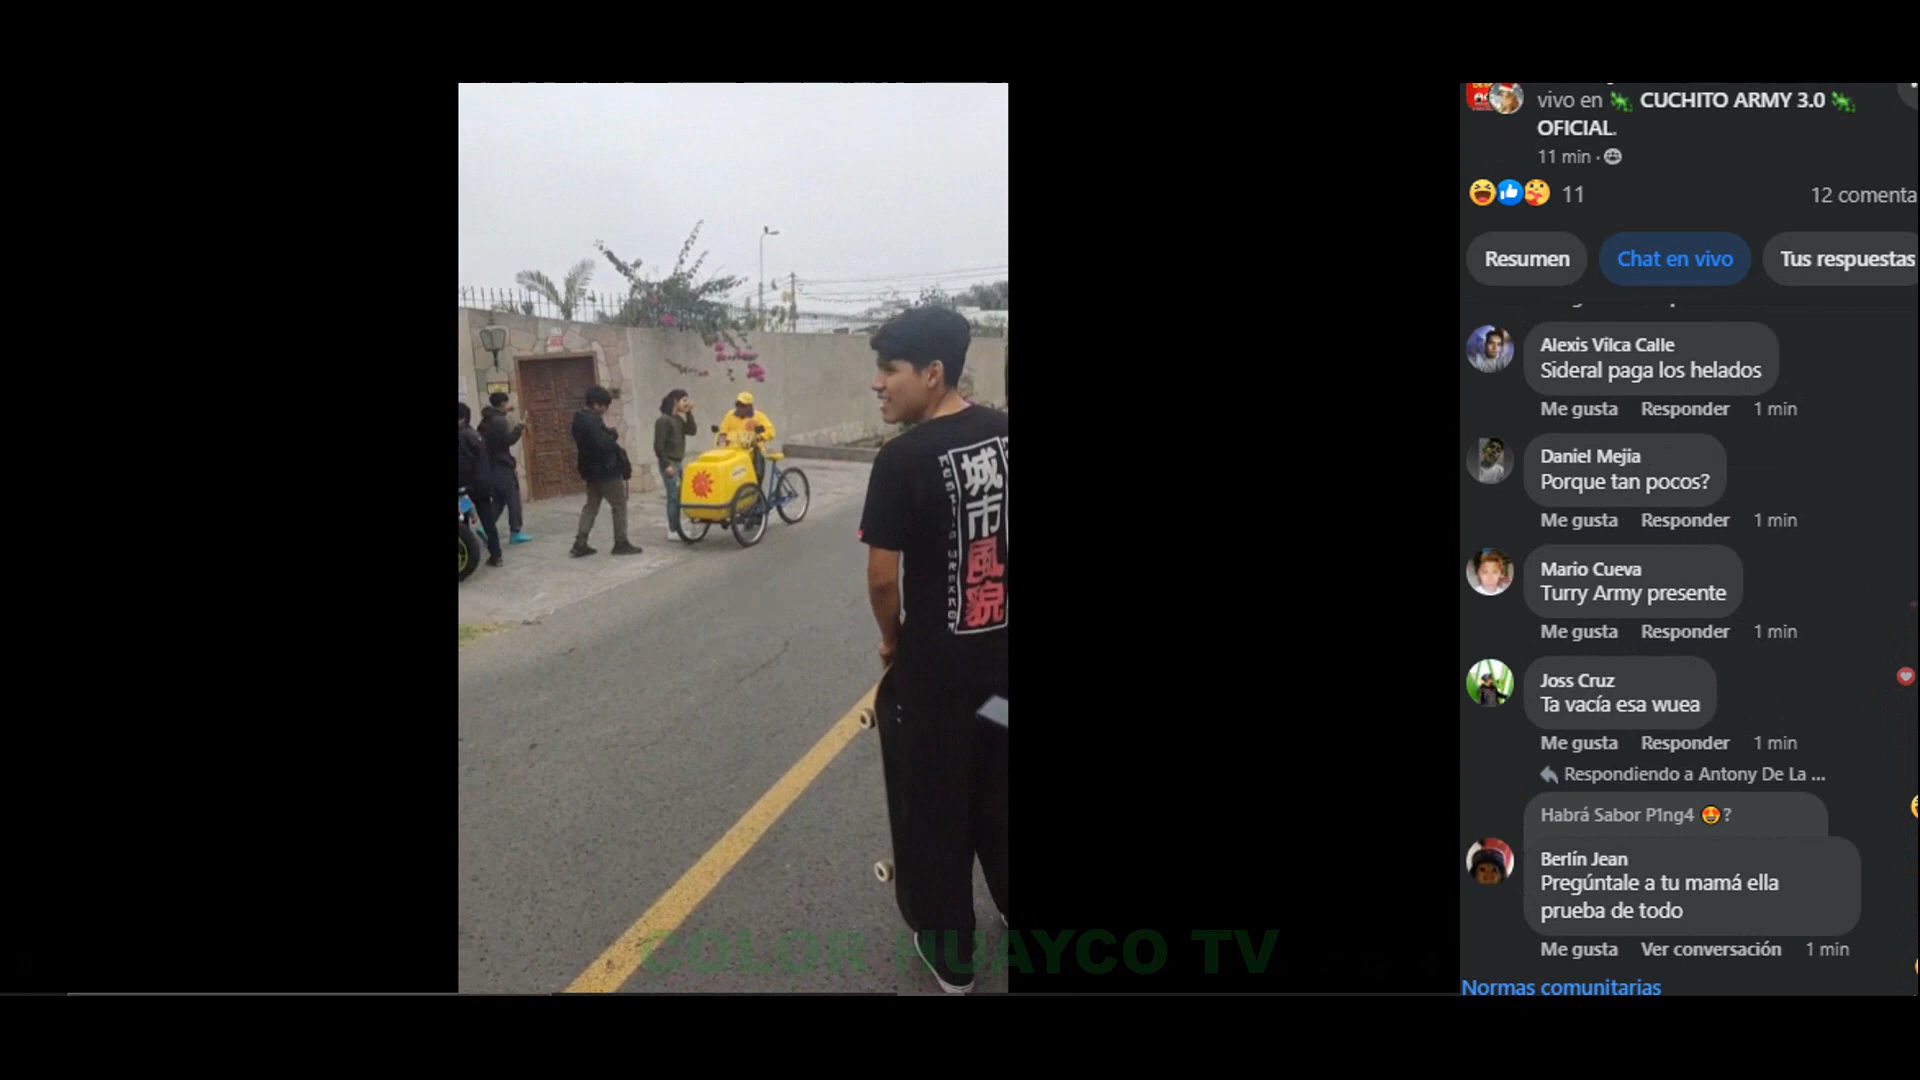 城
市
風
貌
COLOR HUAYCO TV
vivo en CUCHITO ARMY 3.0
OFICIAL.
11 min ·
11
12 comenta
Resumen
Chat en vivo
Tus respuestas
Alexis Vilca Calle
Sideral paga los helados
Me gusta Responder 1 min
Daniel Mejia
Porque tan pocos?
Me gusta Responder 1 min
Mario Cueva
Turry Army presente
Me gusta Responder 1 min
Joss Cruz
Ta vacía esa wuea
Me gusta Responder 1 min
Respondiendo a Antony De La ...
Habrá Sabor P1ng4 😍?
Berlín Jean
Pregúntale a tu mamá ella
prueba de todo
Me gusta Ver conversación 1 min
Normas comunitarias